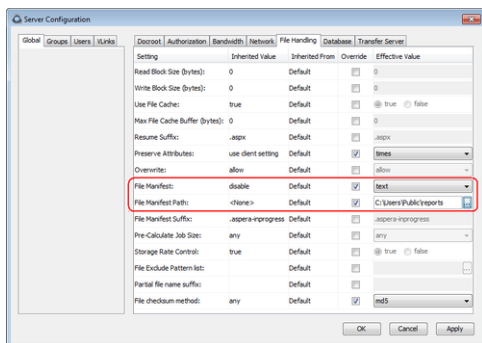 Server Configuration
Global Groups Users VLinks
Docroot Authorization Bandwidth Network File Handling Database Transfer Server
Setting Inherited Value Inherited From Override Effective Value
Read Block Size (bytes): 0 Default 0
Write Block Size (bytes): 0 Default 0
Use File Cache: true Default true false
Max File Cache Buffer (bytes): 0 Default 0
Resume Suffix: .aspx Default .aspx
Preserve Attributes: use client setting Default times
Overwrite: allow Default allow
File Manifest: disable Default text
File Manifest Path: <None> Default C:\Users\Public\reports ...
File Manifest Suffix: .aspera-inprogress Default .aspera-inprogress
Pre-Calculate Job Size: any Default any
Storage Rate Control: true Default true false
File Exclude Pattern list: Default ...
Partial file name suffix: Default
File checksum method: any Default md5
OK Cancel Apply